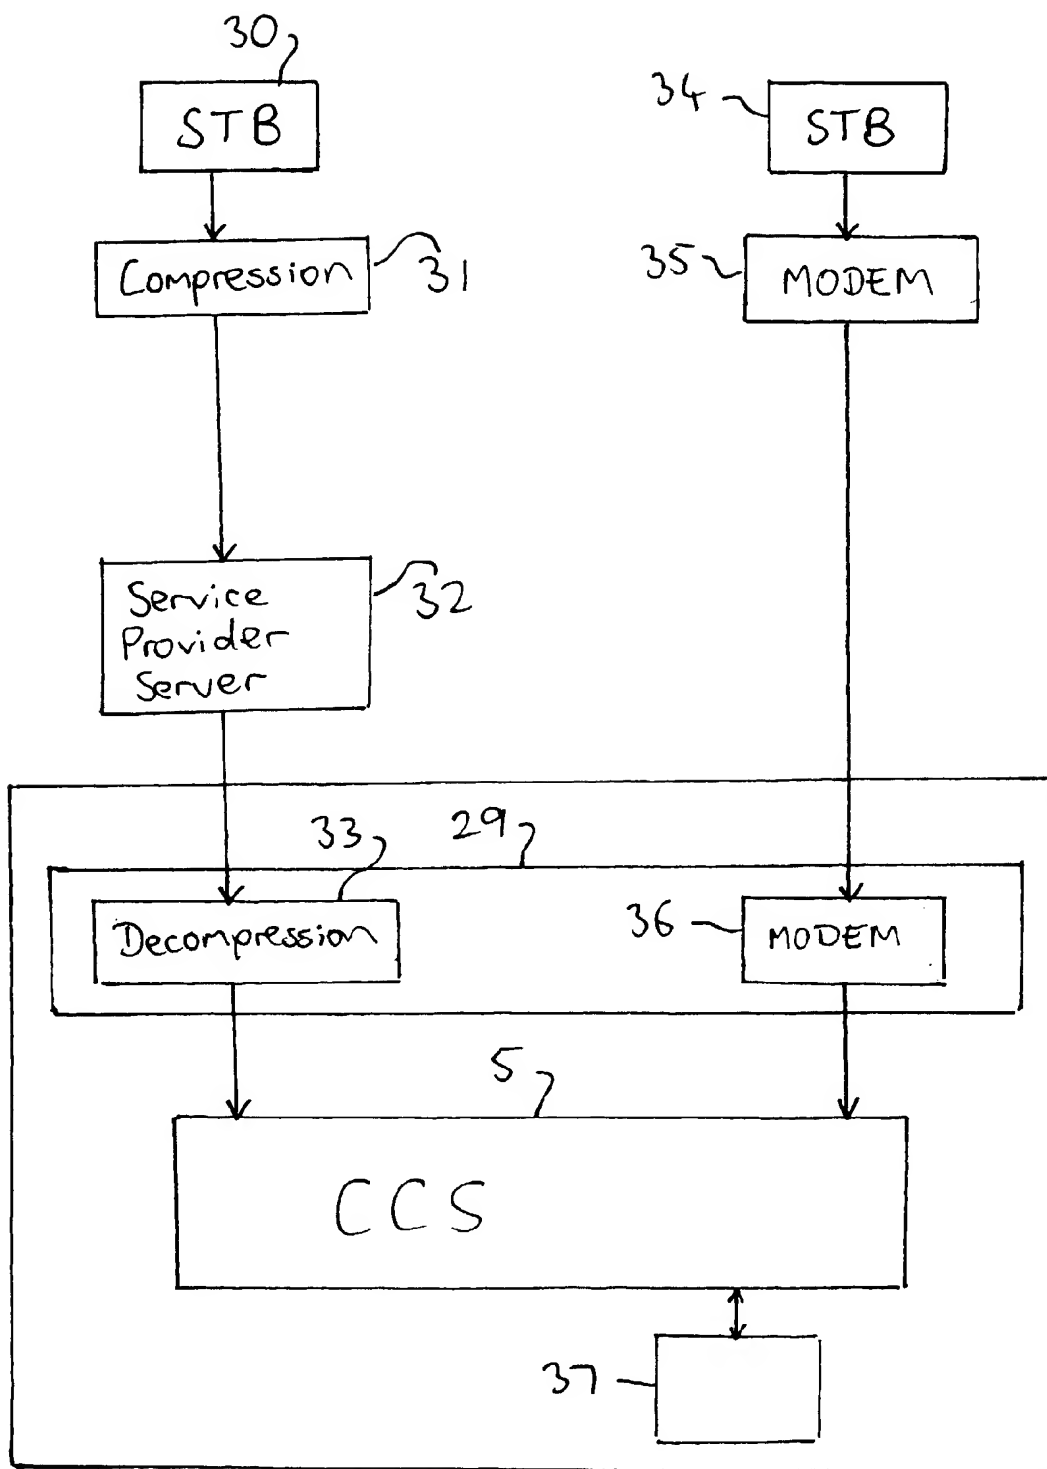 30
STB
34
STB
Compression
31
35
MODEM
Service
Provider
Server
32
33
29
Decompression
36
MODEM
5
CCS
37